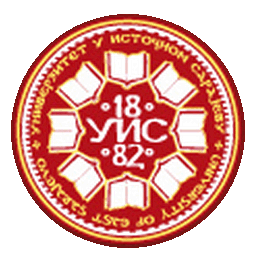 УНИВЕРЗИТЕТ У ИСТОЧНОМ САРАЈЕВУ
18
УИС
82
UNIVERSITY OF EAST SARAJEVO